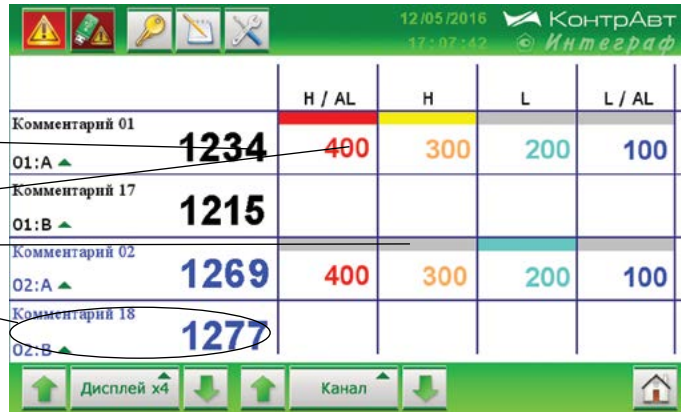 12/05/2016 КонтрАвт
17:07:42 © Интеграф
H / AL H L L / AL
Комментарий 01
1234 400 300 200 100
01:A
Комментарий 17
1215
01:B
Комментарий 02
1269 400 300 200 100
02:A
Комментарий 18
1277
02:B
Дисплей x4 Канал